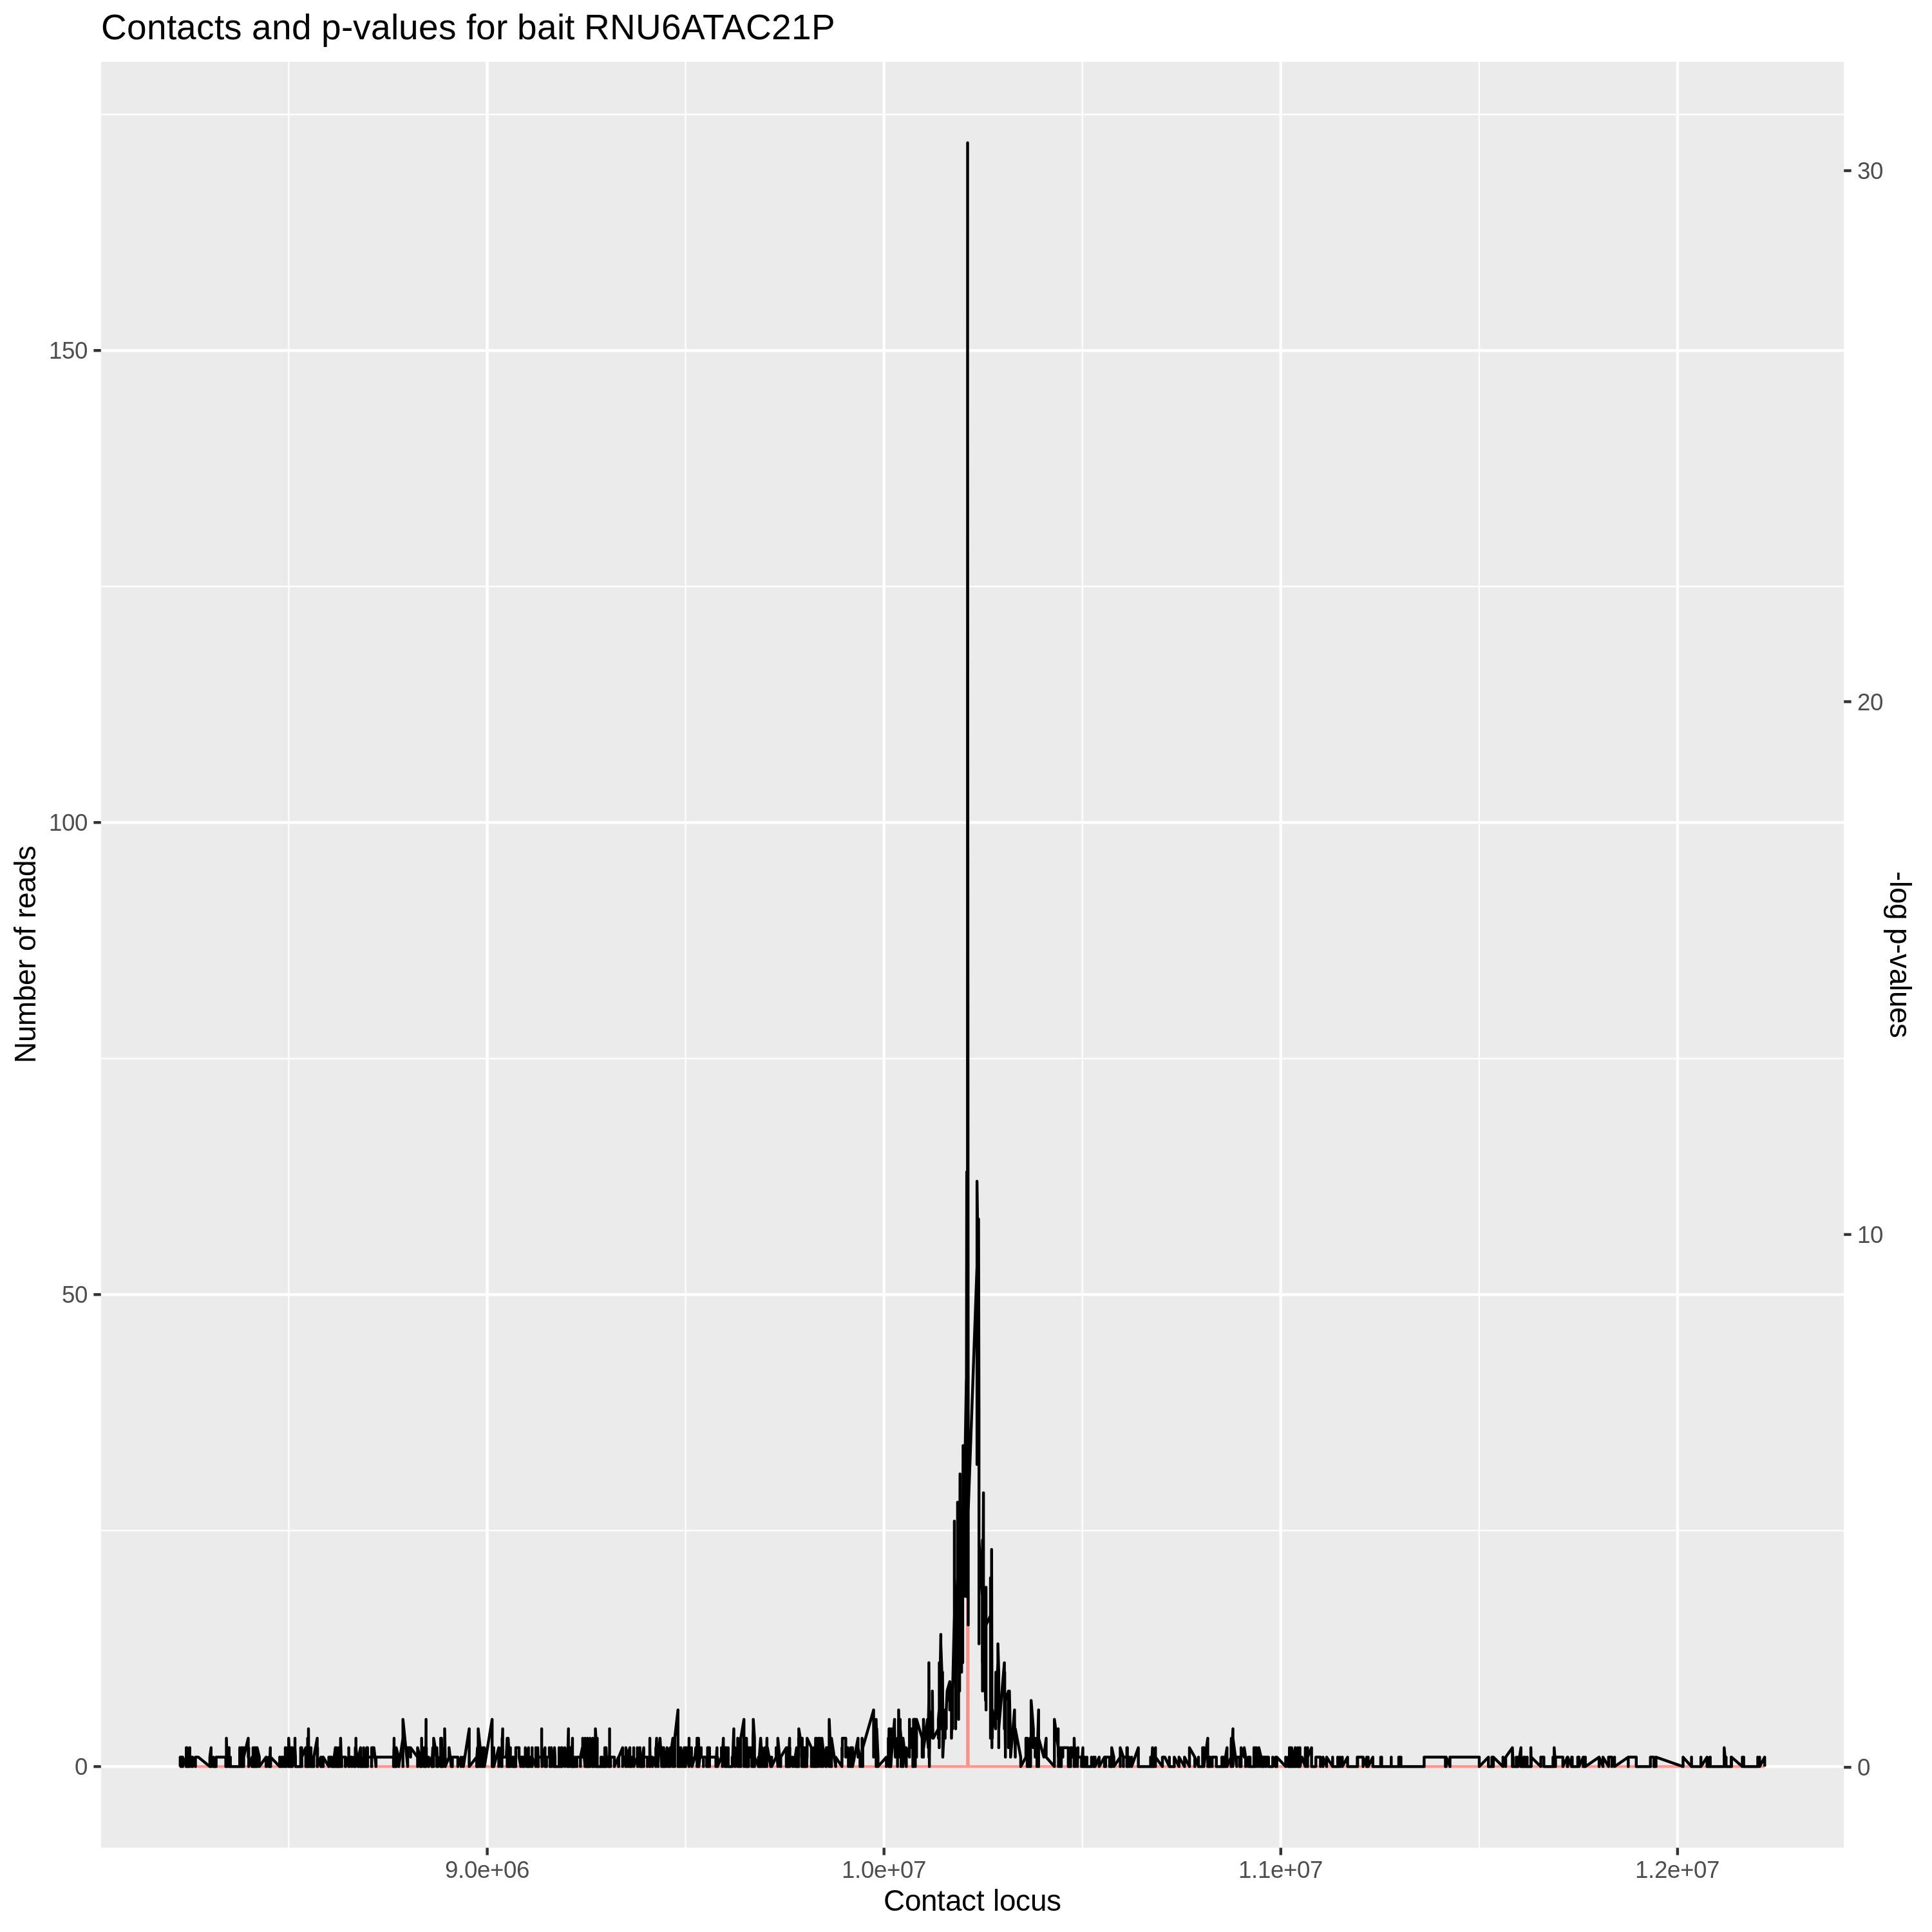 Contacts and p-values for bait RNU6ATAC21P
150
100
50
0
30
20
10
0
Number of reads
-log p-values
9.0e+06
1.0e+07
1.1e+07
1.2e+07
Contact locus